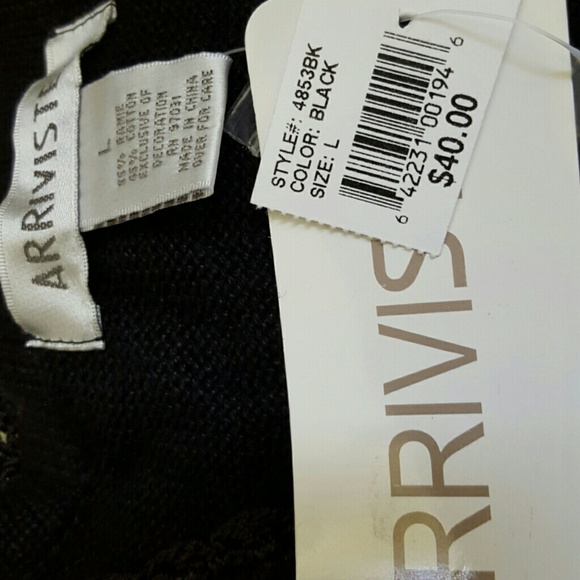 ARRIVISTE
L
55% RAMIE
45% COTTON
EXCLUSIVE OF
DECORATION
RN 97031
MADE IN CHINA
OVER FOR CARE
STYLE#: 4853BK
COLOR: BLACK
SIZE: L
6 42231 00194 6
$40.00
RRIVIS